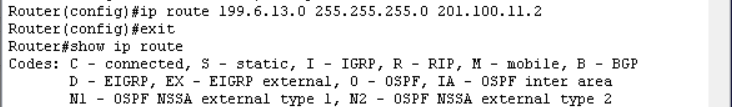 Router(config)#ip route 199.6.13.0 255.255.255.0 201.100.11.2
Router(config)#exit
Router#show ip route
Codes: C - connected, S - static, I - IGRP, R - RIP, M - mobile, B - BGP
D - EIGRP, EX - EIGRP external, O - OSPF, IA - OSPF inter area
N1 - OSPF NSSA external type 1, N2 - OSPF NSSA external type 2